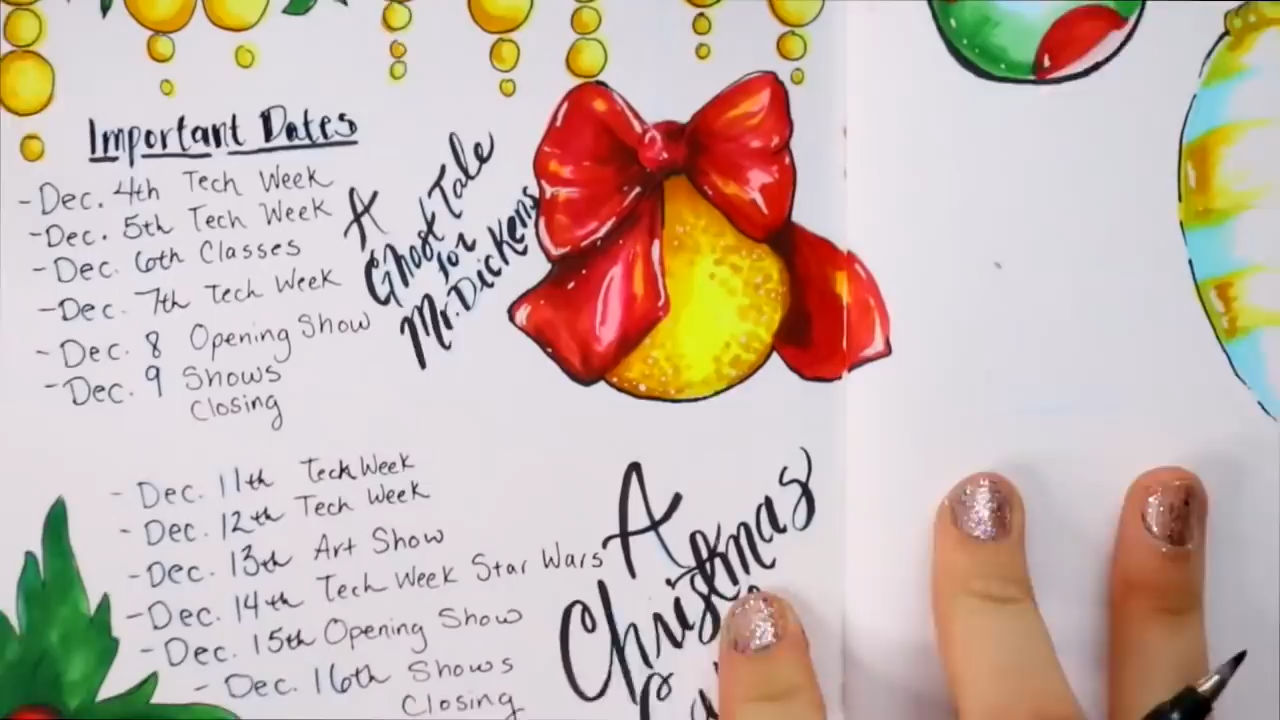 Important Dates
- Dec. 4th Tech Week
- Dec. 5th Tech Week
- Dec. 6th Classes
- Dec. 7th Tech Week
- Dec. 8 Opening Show
- Dec. 9 Shows
Closing
A
Ghost Tale
for
Mr. Dickens
- Dec. 11th Tech Week
- Dec. 12th Tech Week
- Dec. 13th Art Show
- Dec. 14th Tech Week Star Wars
- Dec. 15th Opening Show
- Dec. 16th Shows
Closing
A
Christmas